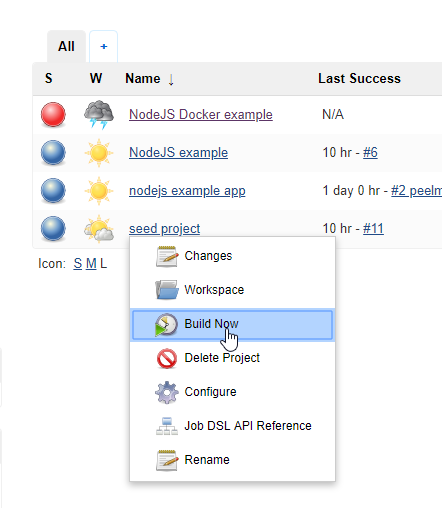 All +
S W Name ↓ Last Success
NodeJS Docker example N/A
NodeJS example 10 hr - #6
nodejs example app 1 day 0 hr - #2 peelm
seed project 10 hr - #11
Icon: S M L
Changes
Workspace
Build Now
Delete Project
Configure
Job DSL API Reference
Rename